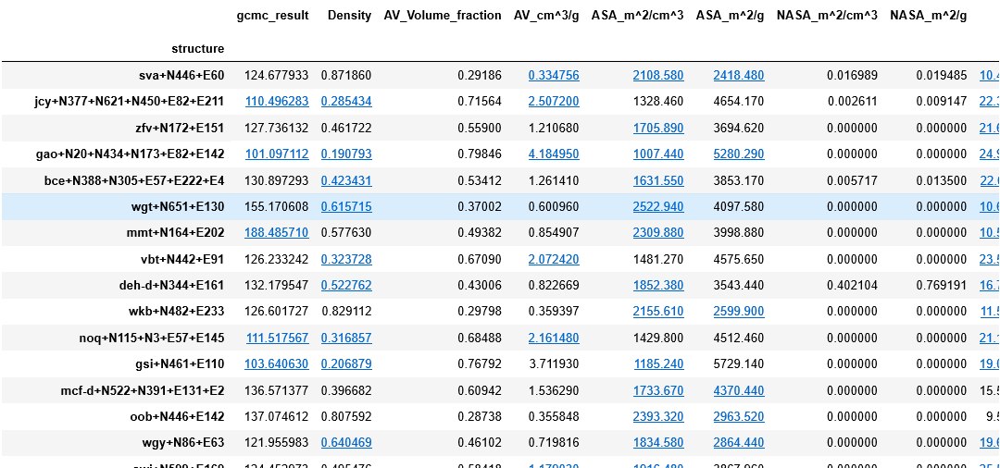 gcmc_result Density AV_Volume_fraction AV_cm^3/g ASA_m^2/cm^3 ASA_m^2/g NASA_m^2/cm^3 NASA_m^2/g
structure
sva+N446+E60 124.677933 0.871860 0.29186 0.334756 2108.580 2418.480 0.016989 0.019485 10.4
jcy+N377+N621+N450+E82+E211 110.496283 0.285434 0.71564 2.507200 1328.460 4654.170 0.002611 0.009147 22.3
zfv+N172+E151 127.736132 0.461722 0.55900 1.210680 1705.890 3694.620 0.000000 0.000000 21.6
gao+N20+N434+N173+E82+E142 101.097112 0.190793 0.79846 4.184950 1007.440 5280.290 0.000000 0.000000 24.9
bce+N388+N305+E57+E222+E4 130.897293 0.423431 0.53412 1.261410 1631.550 3853.170 0.005717 0.013500 22.0
wgt+N651+E130 155.170608 0.615715 0.37002 0.600960 2522.940 4097.580 0.000000 0.000000 10.6
mmt+N164+E202 188.485710 0.577630 0.49382 0.854907 2309.880 3998.880 0.000000 0.000000 10.5
vbt+N442+E91 126.233242 0.323728 0.67090 2.072420 1481.270 4575.650 0.000000 0.000000 23.5
deh-d+N344+E161 132.179547 0.522762 0.43006 0.822669 1852.380 3543.440 0.402104 0.769191 16.7
wkb+N482+E233 126.601727 0.829112 0.29798 0.359397 2155.610 2599.900 0.000000 0.000000 11.5
noq+N115+N3+E57+E145 111.517567 0.316857 0.68488 2.161480 1429.800 4512.460 0.000000 0.000000 21.1
gsi+N461+E110 103.640630 0.206879 0.76792 3.711930 1185.240 5729.140 0.000000 0.000000 19.0
mcf-d+N522+N391+E131+E2 136.571377 0.396682 0.60942 1.536290 1733.670 4370.440 0.000000 0.000000 15.5
oob+N446+E142 137.074612 0.807592 0.28738 0.355848 2393.320 2963.520 0.000000 0.000000 9.5
wgy+N86+E63 121.955983 0.640469 0.46102 0.719816 1834.580 2864.440 0.000000 0.000000 19.6